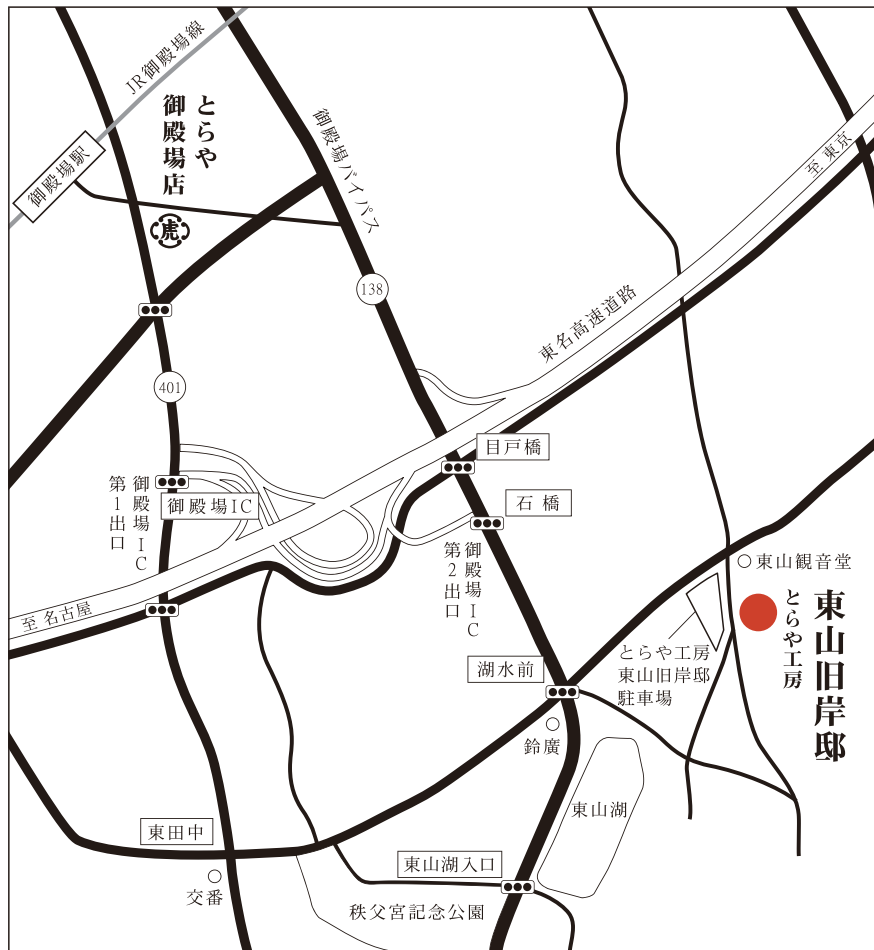 JR御殿場線
御殿場駅
とらや
御殿場店
虎
御殿場バイパス
138
至 東京
東名高速道路
401
目戸橋
石橋
御殿場IC
第1出口
御殿場IC
御殿場IC
第2出口
至 名古屋
東山観音堂
東山旧岸邸
とらや工房
とらや工房
東山旧岸邸
駐車場
湖水前
鈴廣
東山湖
東田中
交番
東山湖入口
秩父宮記念公園